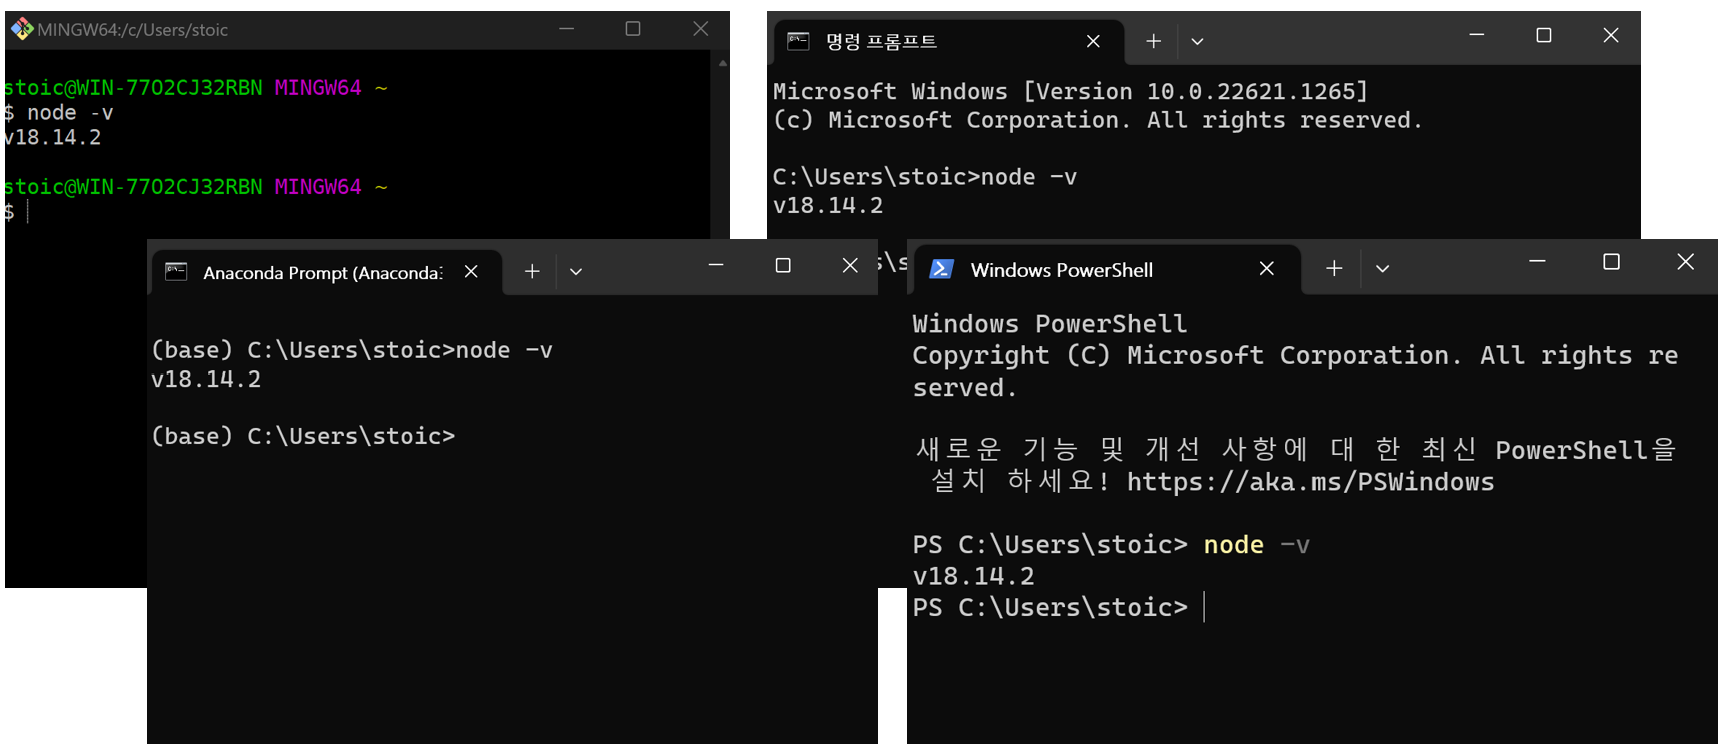 MINGW64:/c/Users/stoic
stoic@WIN-77O2CJ32RBN MINGW64 ~
$ node -v
v18.14.2
stoic@WIN-77O2CJ32RBN MINGW64 ~
$
명령 프롬프트
Microsoft Windows [Version 10.0.22621.1265]
(c) Microsoft Corporation. All rights reserved.
C:\Users\stoic>node -v
v18.14.2
s\s
Anaconda Prompt (Anaconda3
(base) C:\Users\stoic>node -v
v18.14.2
(base) C:\Users\stoic>
Windows PowerShell
Windows PowerShell
Copyright (C) Microsoft Corporation. All rights re
served.
새로운 기능 및 개선 사항에 대 한 최신 PowerShell을
설치 하세요! https://aka.ms/PSWindows
PS C:\Users\stoic> node -v
v18.14.2
PS C:\Users\stoic>